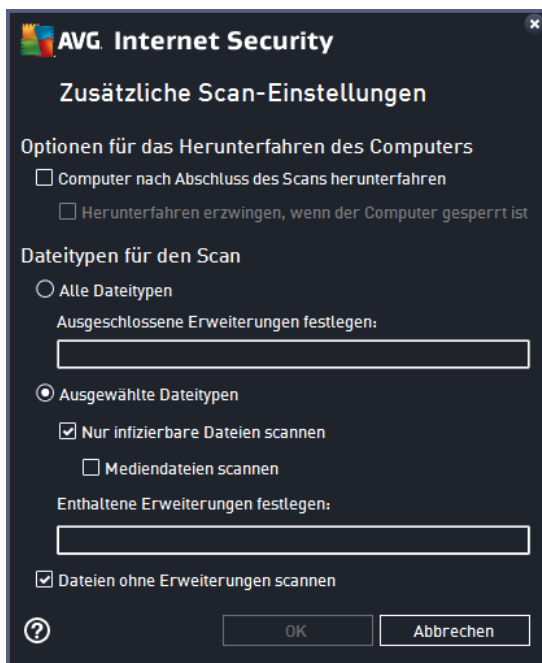 AVG. Internet Security
Zusätzliche Scan-Einstellungen
Optionen für das Herunterfahren des Computers
Computer nach Abschluss des Scans herunterfahren
Herunterfahren erzwingen, wenn der Computer gesperrt ist
Dateitypen für den Scan
Alle Dateitypen
Ausgeschlossene Erweiterungen festlegen:
Ausgewählte Dateitypen
Nur infizierbare Dateien scannen
Mediendateien scannen
Enthaltene Erweiterungen festlegen:
Dateien ohne Erweiterungen scannen
OK Abbrechen